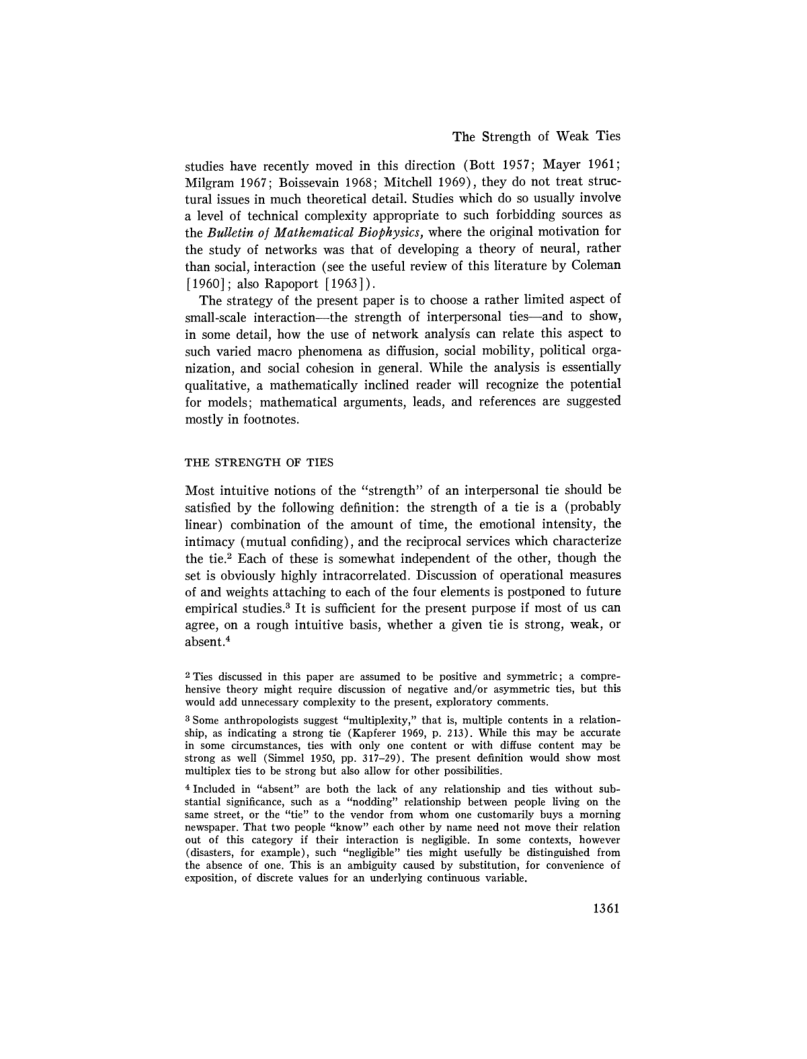 The Strength of Weak Ties
studies have recently moved in this direction (Bott 1957; Mayer 1961;
Milgram 1967; Boissevain 1968; Mitchell 1969), they do not treat struc-
tural issues in much theoretical detail. Studies which do so usually involve
a level of technical complexity appropriate to such forbidding sources as
the Bulletin of Mathematical Biophysics, where the original motivation for
the study of networks was that of developing a theory of neural, rather
than social, interaction (see the useful review of this literature by Coleman
[1960]; also Rapoport [1963]).
The strategy of the present paper is to choose a rather limited aspect of
small-scale interaction—the strength of interpersonal ties—and to show,
in some detail, how the use of network analysis can relate this aspect to
such varied macro phenomena as diffusion, social mobility, political orga-
nization, and social cohesion in general. While the analysis is essentially
qualitative, a mathematically inclined reader will recognize the potential
for models; mathematical arguments, leads, and references are suggested
mostly in footnotes.
THE STRENGTH OF TIES
Most intuitive notions of the “strength” of an interpersonal tie should be
satisfied by the following definition: the strength of a tie is a (probably
linear) combination of the amount of time, the emotional intensity, the
intimacy (mutual confiding), and the reciprocal services which characterize
the tie.² Each of these is somewhat independent of the other, though the
set is obviously highly intracorrelated. Discussion of operational measures
of and weights attaching to each of the four elements is postponed to future
empirical studies.³ It is sufficient for the present purpose if most of us can
agree, on a rough intuitive basis, whether a given tie is strong, weak, or
absent.⁴
² Ties discussed in this paper are assumed to be positive and symmetric; a compre-
hensive theory might require discussion of negative and/or asymmetric ties, but this
would add unnecessary complexity to the present, exploratory comments.
³ Some anthropologists suggest “multiplexity,” that is, multiple contents in a relation-
ship, as indicating a strong tie (Kapferer 1969, p. 213). While this may be accurate
in some circumstances, ties with only one content or with diffuse content may be
strong as well (Simmel 1950, pp. 317–29). The present definition would show most
multiplex ties to be strong but also allow for other possibilities.
⁴ Included in “absent” are both the lack of any relationship and ties without sub-
stantial significance, such as a “nodding” relationship between people living on the
same street, or the “tie” to the vendor from whom one customarily buys a morning
newspaper. That two people “know” each other by name need not move their relation
out of this category if their interaction is negligible. In some contexts, however
(disasters, for example), such “negligible” ties might usefully be distinguished from
the absence of one. This is an ambiguity caused by substitution, for convenience of
exposition, of discrete values for an underlying continuous variable.
1361